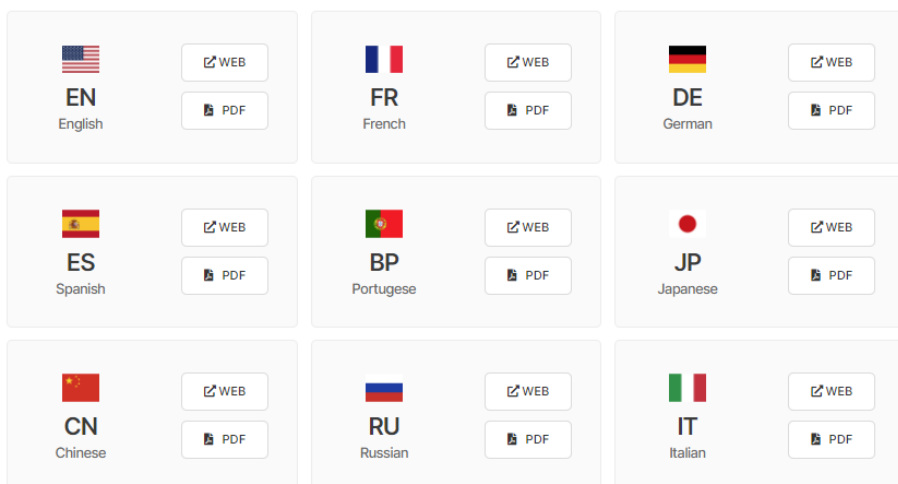 WEB
EN
PDF
English
WEB
FR
PDF
French
WEB
DE
PDF
German
WEB
ES
PDF
Spanish
WEB
BP
PDF
Portugese
WEB
JP
PDF
Japanese
WEB
CN
PDF
Chinese
WEB
RU
PDF
Russian
WEB
IT
PDF
Italian